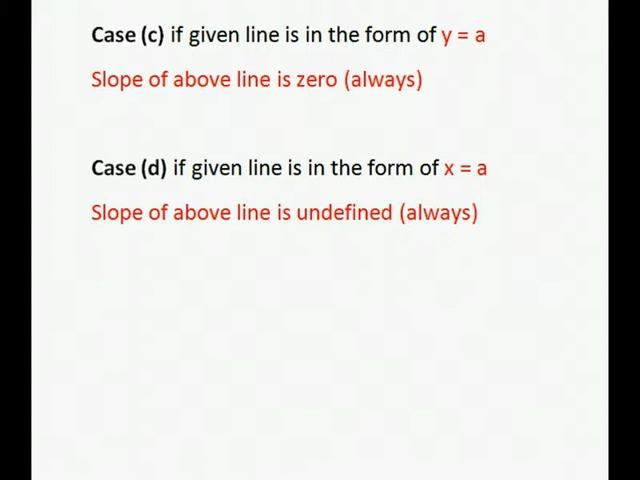 Case (c) if given line is in the form of y = a
Slope of above line is zero (always)
Case (d) if given line is in the form of x = a
Slope of above line is undefined (always)